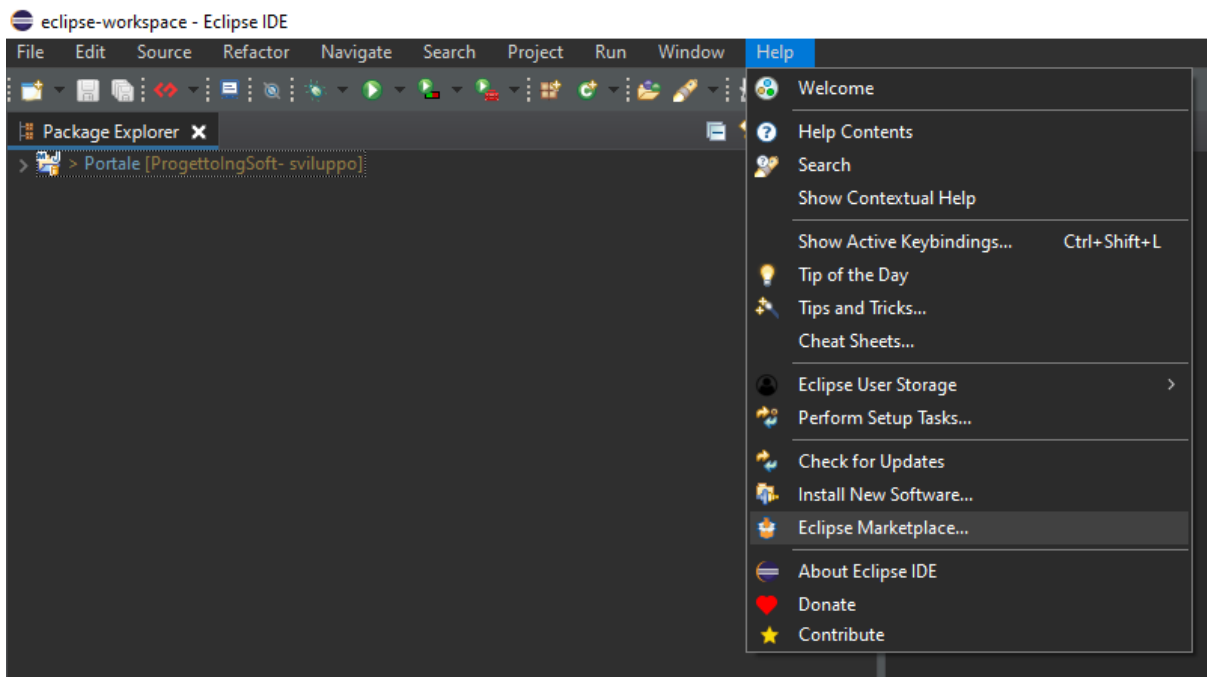 eclipse-workspace - Eclipse IDE
File Edit Source Refactor Navigate Search Project Run Window Help
Package Explorer
> Portale [ProgettoIngSoft- sviluppo]
Welcome
Help Contents
Search
Show Contextual Help
Show Active Keybindings... Ctrl+Shift+L
Tip of the Day
Tips and Tricks...
Cheat Sheets...
Eclipse User Storage
Perform Setup Tasks...
Check for Updates
Install New Software...
Eclipse Marketplace...
About Eclipse IDE
Donate
Contribute